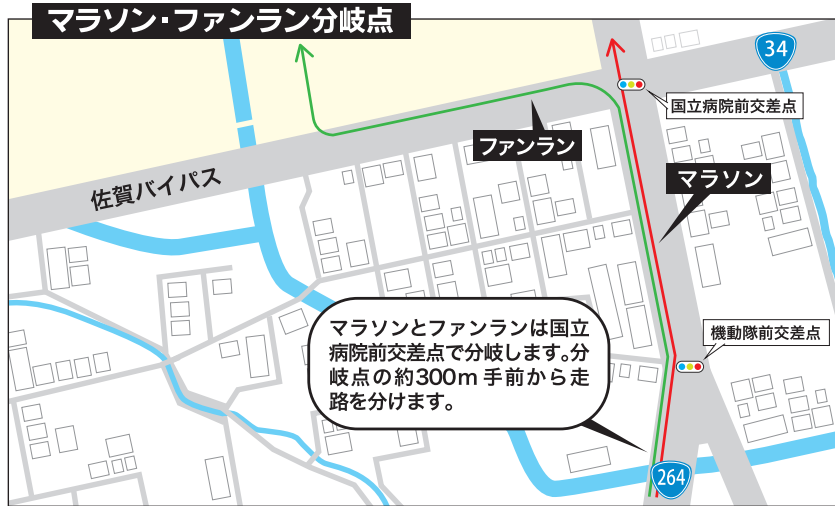 マラソン・ファンラン分岐点
34
国立病院前交差点
ファンラン
マラソン
佐賀バイパス
機動隊前交差点
マラソンとファンランは国立
病院前交差点で分岐します。分
岐点の約300m 手前から走
路を分けます。
264